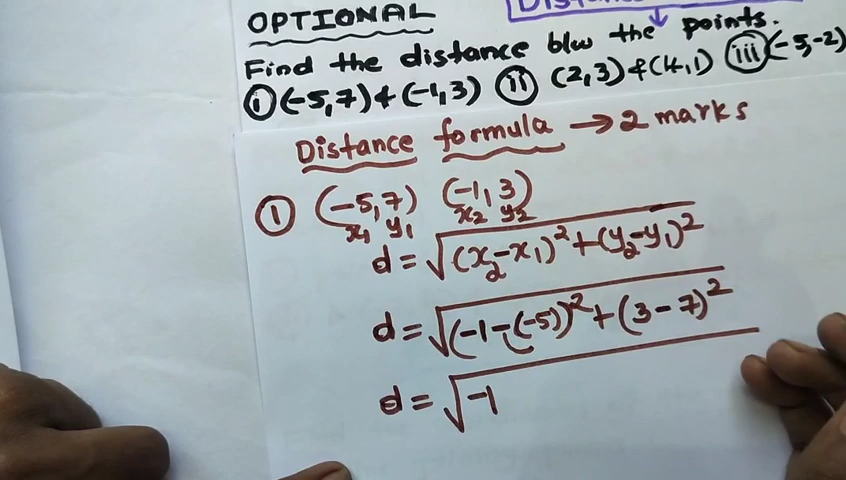 OPTIONAL
Find the distance b/w the points.
(i) (-5,7) & (-1,3) (ii) (2,3) & (4,1) (iii) (-5,-2)
Distance formula → 2 marks
(1) (-5,7) (-1,3)
x₁ y₁ x₂ y₂
d = √(x₂-x₁)² + (y₂-y₁)²
d = √(-1-(-5))² + (3-7)²
d = √-1